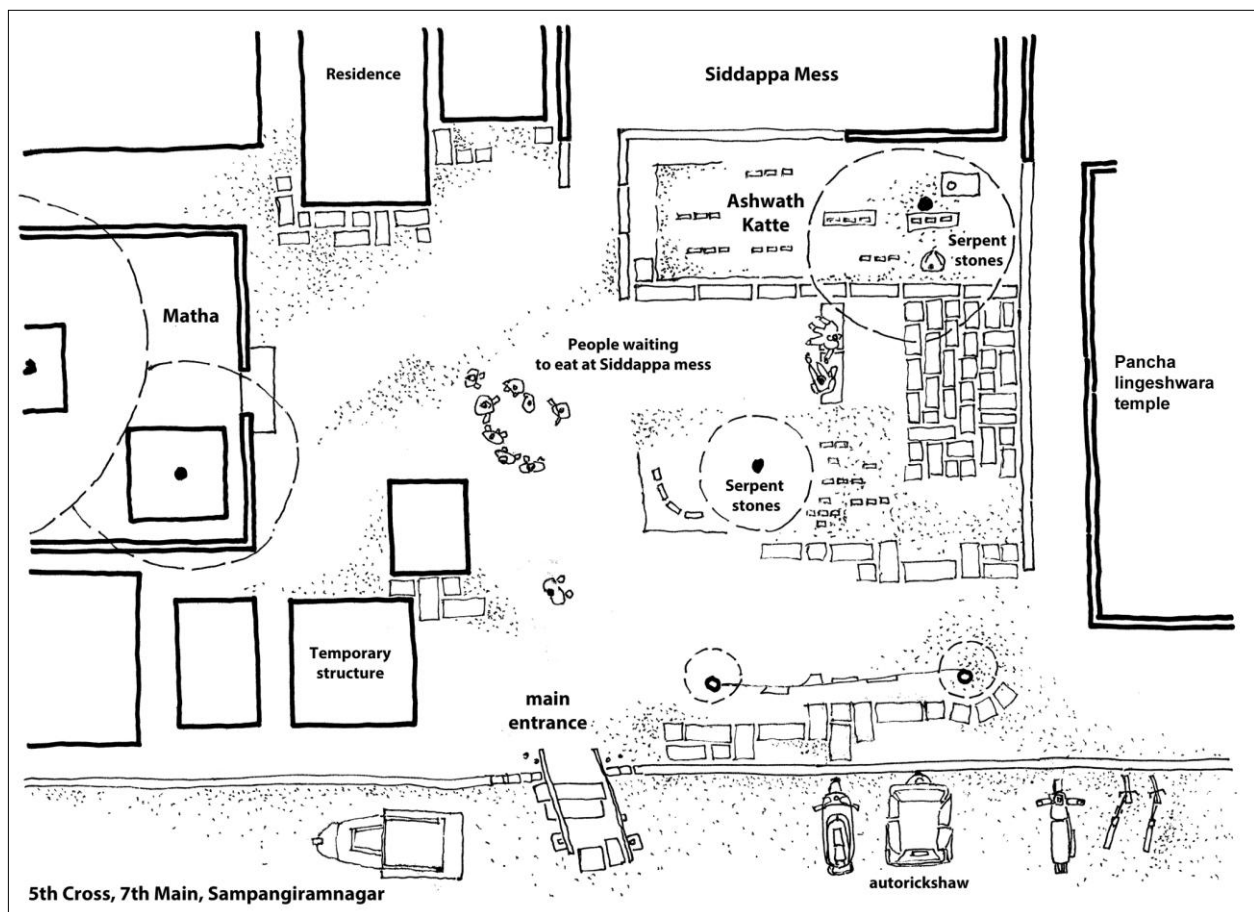 Residence
Siddappa Mess
Ashwath
Katte
Serpent
stones
Matha
People waiting
to eat at Siddappa mess
Pancha
lingeshwara
temple
Serpent
stones
Temporary
structure
main
entrance
autorickshaw
5th Cross, 7th Main, Sampangiramnagar